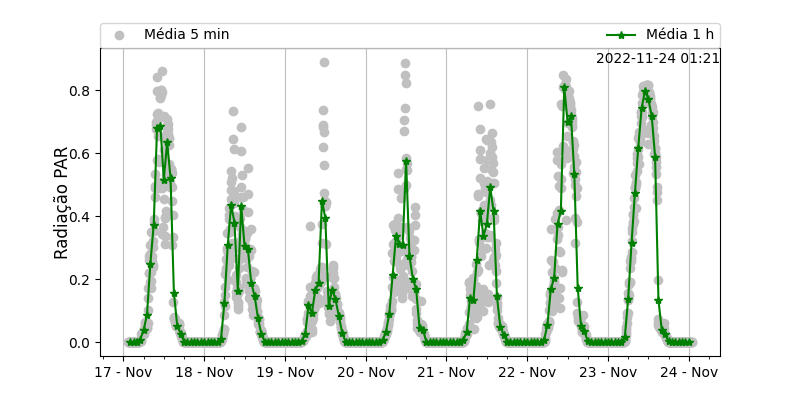 Média 5 min
Média 1 h
2022-11-24 01:21
Radiação PAR
0.8
0.6
0.4
0.2
0.0
17 - Nov 18 - Nov 19 - Nov 20 - Nov 21 - Nov 22 - Nov 23 - Nov 24 - Nov